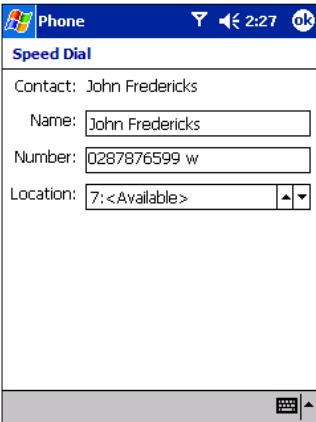 Phone 2:27 ok
Speed Dial
Contact: John Fredericks
Name: John Fredericks
Number: 0287876599 w
Location: 7:<Available>